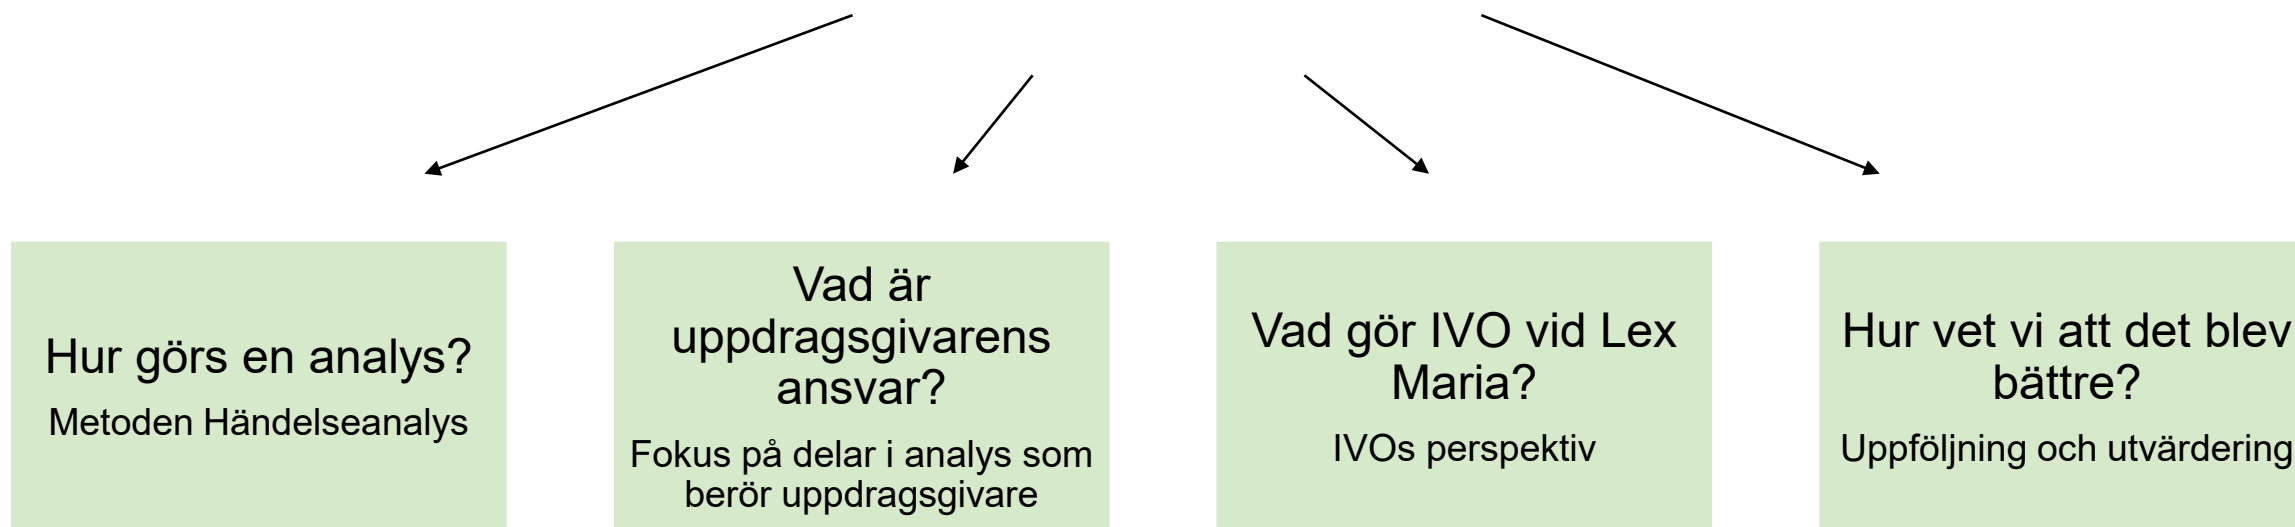 Hur görs en analys?
Metoden Händelseanalys
Vad är
uppdragsgivarens
ansvar?
Fokus på delar i analys som
berör uppdragsgivare
Vad gör IVO vid Lex
Maria?
IVOs perspektiv
Hur vet vi att det blev
bättre?
Uppföljning och utvärdering